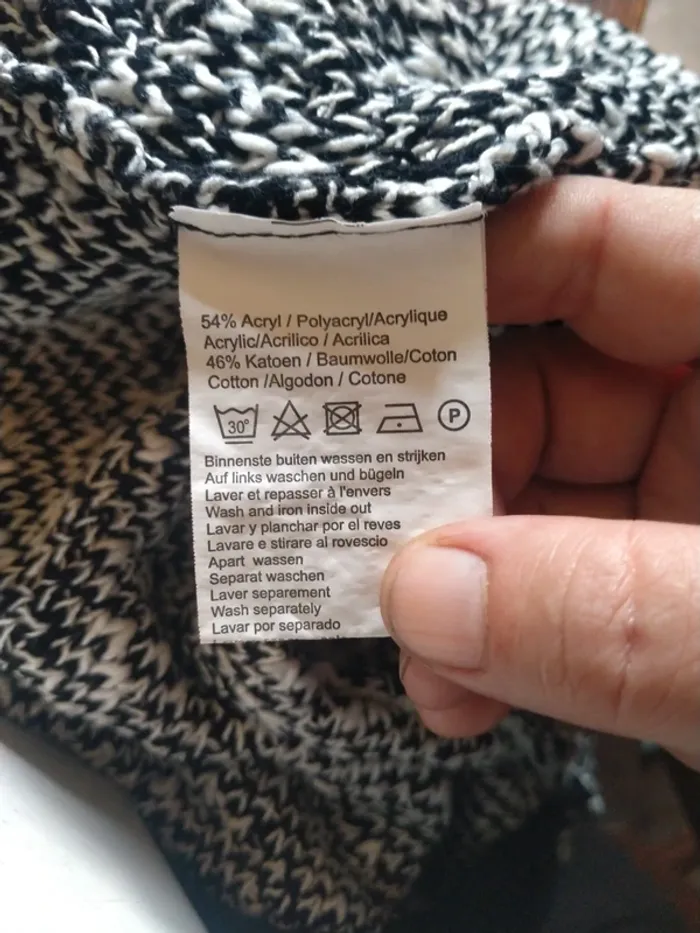 54% Acryl / Polyacryl/Acrylique
Acrylic/Acrilico / Acrilica
46% Katoen / Baumwolle/Coton
Cotton /Algodon / Cotone
30° P
Binnenste buiten wassen en strijken
Auf links waschen und bügeln
Laver et repasser à l'envers
Wash and iron inside out
Lavar y planchar por el reves
Lavare e stirare al rovescio
Apart wassen
Separat waschen
Laver separement
Wash separately
Lavar por separado